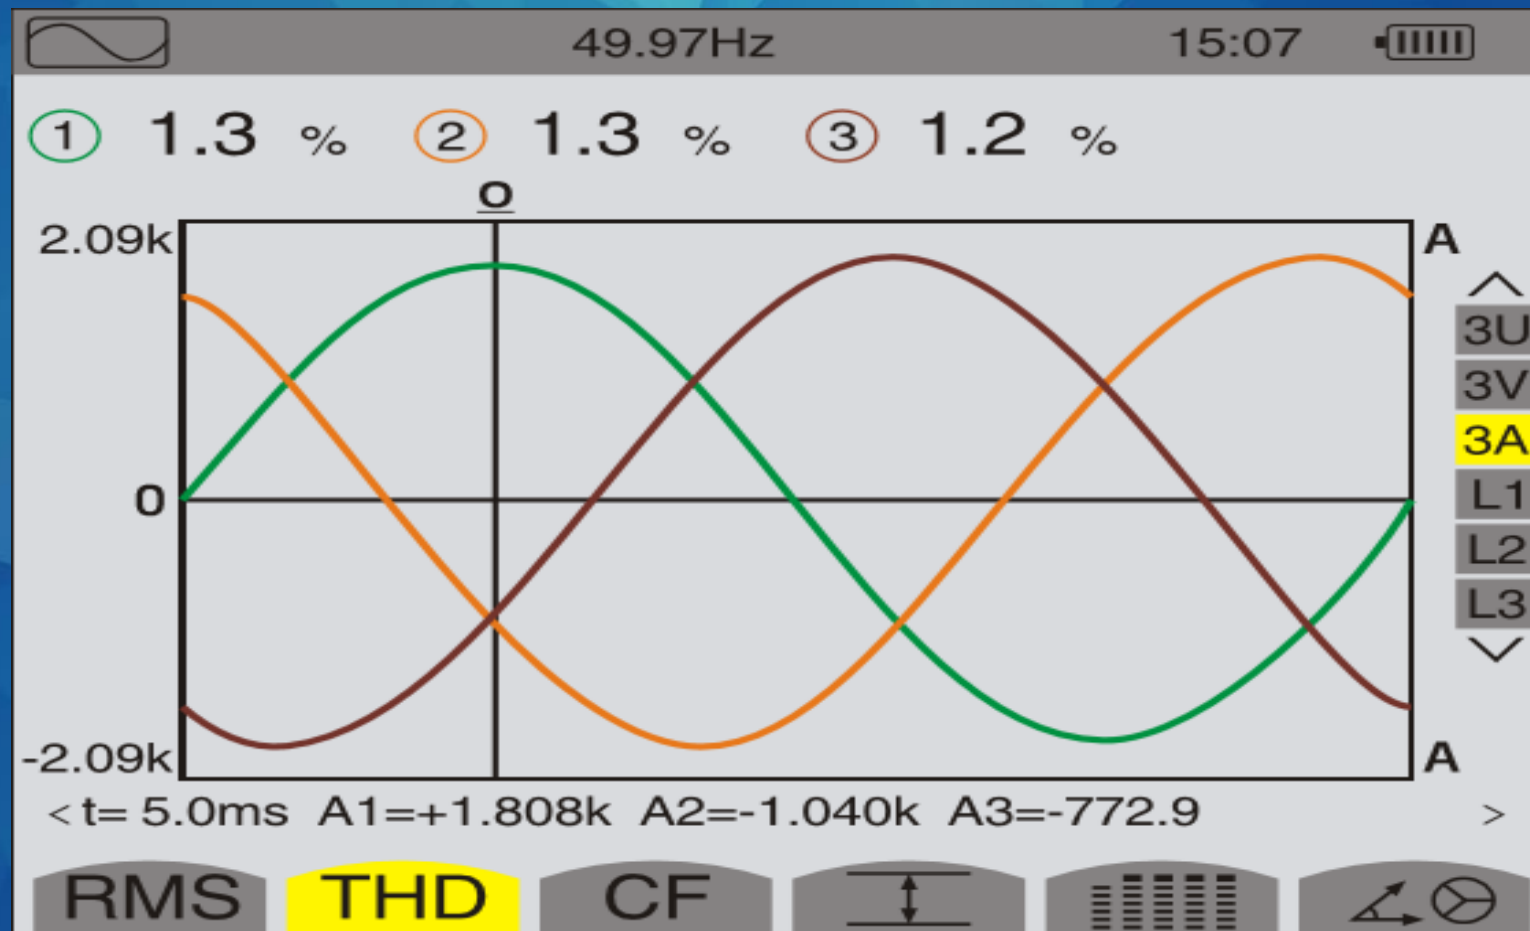 49.97Hz 15:07
1 1.3 % 2 1.3 % 3 1.2 %
O
2.09k A
3U
3V
3A
0 L1
L2
L3
-2.09k A
<t= 5.0ms A1=+1.808k A2=-1.040k A3=-772.9 >
RMS THD CF